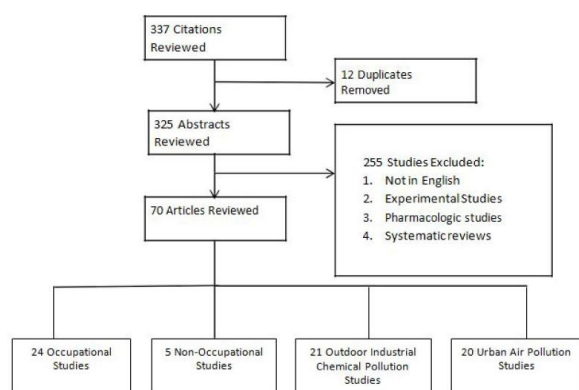 337 Citations
Reviewed
12 Duplicates
Removed
325 Abstracts
Reviewed
255 Studies Excluded:
1. Not in English
2. Experimental Studies
3. Pharmacologic studies
4. Systematic reviews
70 Articles Reviewed
24 Occupational
Studies
5 Non-Occupational
Studies
21 Outdoor Industrial
Chemical Pollution
Studies
20 Urban Air Pollution
Studies